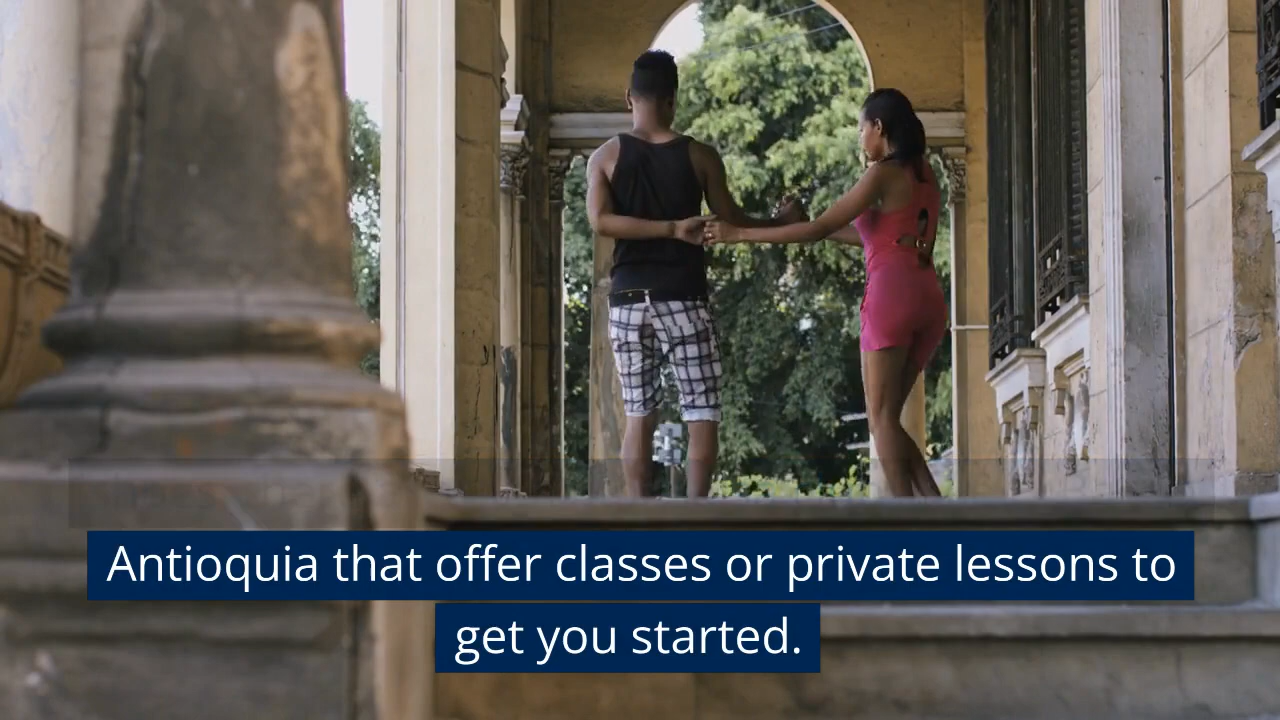 Antioquia that offer classes or private lessons to
get you started.